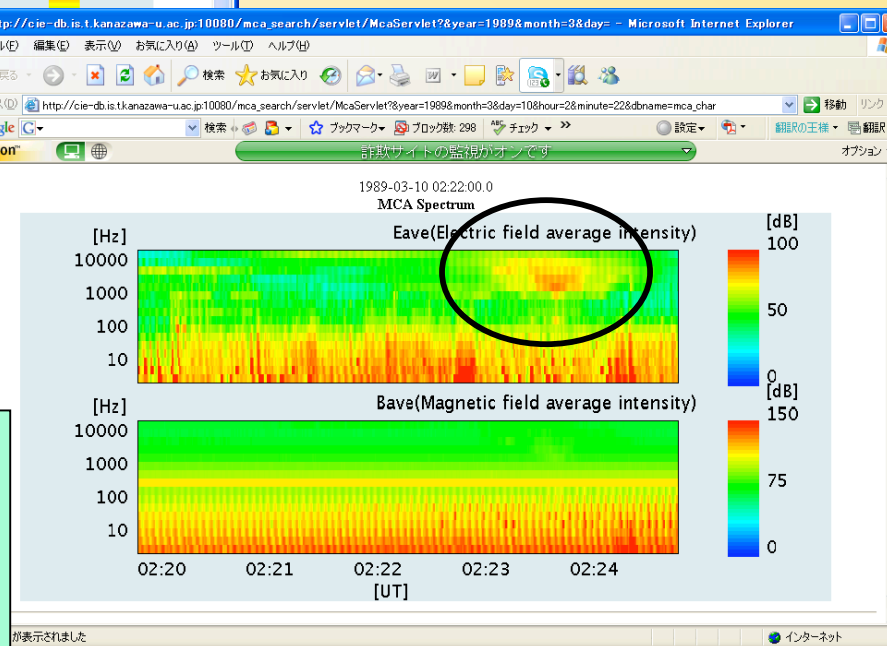 tp://cie-db.is.t.kanazawa-u.ac.jp:10080/mca_search/servlet/McaServlet?&year=1989&month=3&day= - Microsoft Internet Explorer
ル(F) 編集(E) 表示(V) お気に入り(A) ツール(T) ヘルプ(H)
戻る 検索 お気に入り
(D) http://cie-db.is.t.kanazawa-u.ac.jp:10080/mca_search/servlet/McaServlet?&year=1989&month=3&day=10&hour=2&minute=22&dbname=mca_char 移動 リンク
gle G 検索 ブックマーク ブロック数: 298 ABC チェック >> 設定 翻訳の王様 翻訳
on™ 詐欺サイトの監視がオンです オプション
1989-03-10 02:22:00.0
MCA Spectrum
[Hz] Eave(Electric field average intensity) [dB]
10000 100
1000
50
100
10
0
[dB]
[Hz] Bave(Magnetic field average intensity)
150
10000
1000
75
100
10
0
02:20 02:21 02:22 02:23 02:24
[UT]
が表示されました インターネット